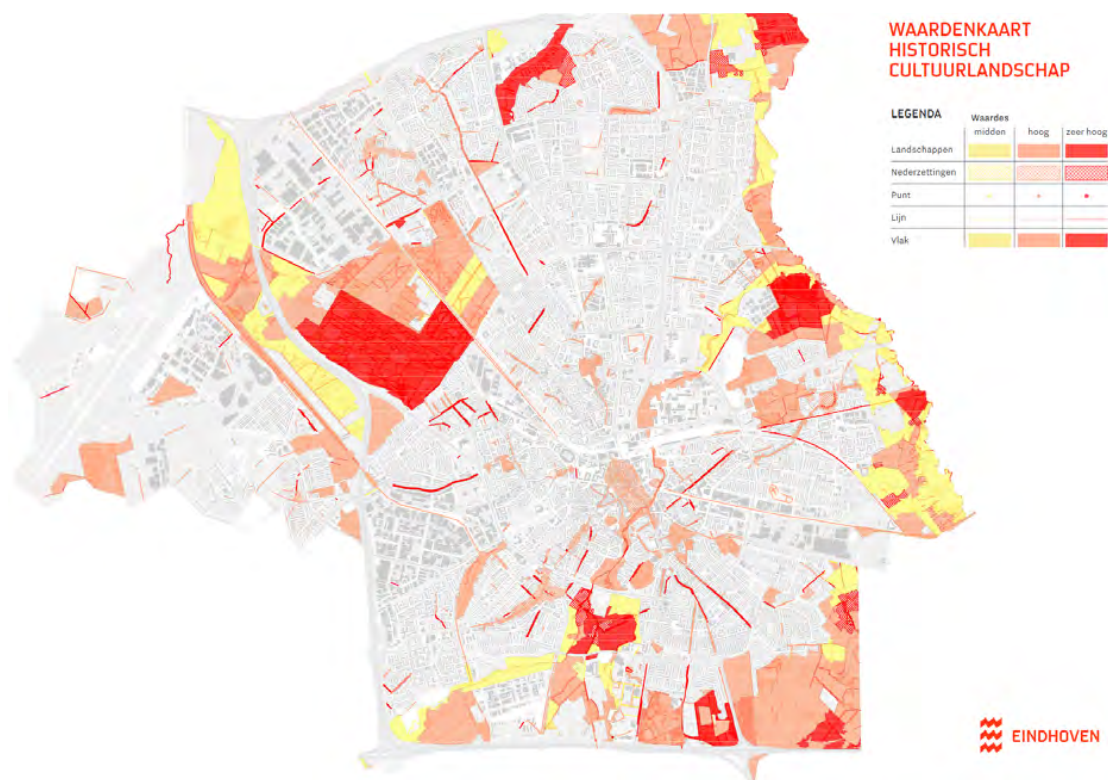 WAARDENKAART
HISTORISCH
CULTUURLANDSCHAP
LEGENDA
Waardes
midden hoog zeer hoog
Landschappen
Nederzettingen
Punt
Lijn
Vlak
EINDHOVEN